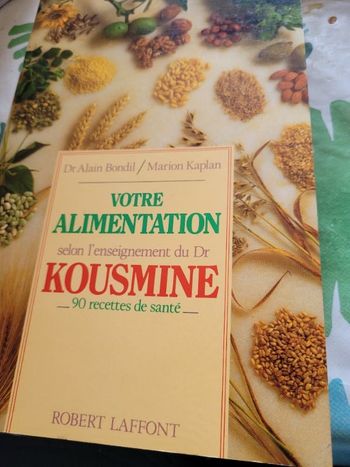 Dr Alain Bondil / Marion Kaplan
VOTRE
ALIMENTATION
selon l'enseignement du Dr
KOUSMINE
90 recettes de santé
ROBERT LAFFONT